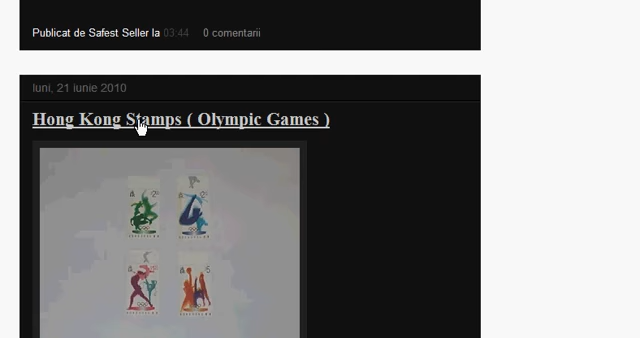 Publicat de Safest Seller la 03:44 0 comentarii
luni, 21 iunie 2010
Hong Kong Stamps ( Olympic Games )